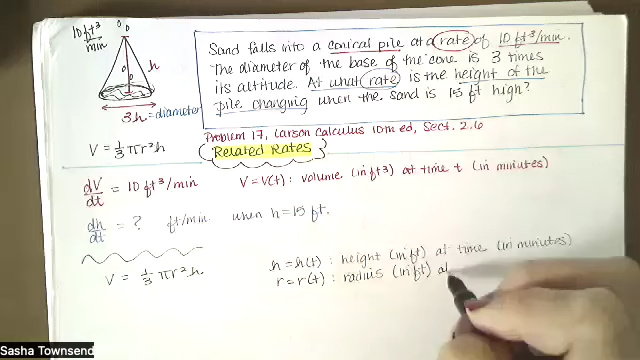 10 ft³/min
h
3h = diameter
V = 1/3 πr²h
Sand falls into a conical pile at a rate of 10 ft³/min.
The diameter of the base of the cone is 3 times
its altitude. At what rate is the height of the
pile changing when the sand is 15 ft high?
Problem 17, Larson Calculus 10th ed, Sect. 2.6
Related Rates
dV/dt = 10 ft³/min V = V(t): volume (in ft³) at time t (in minutes)
dh/dt = ? ft/min when h = 15 ft.
h = h(t): height (in ft) at time (in minutes)
V = 1/3 πr²h r = r(t): radius (in ft) at
Sasha Townsend